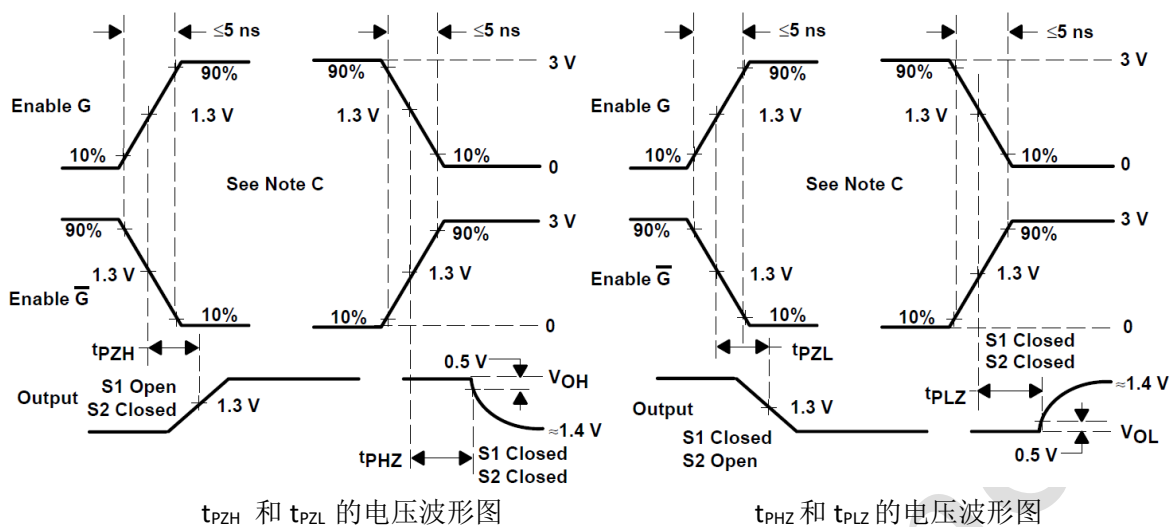 ≤5 ns
≤5 ns
90%
90%
3 V
Enable G
1.3 V
1.3 V
10%
10%
0
See Note C
90%
90%
3 V
1.3 V
1.3 V
Enable G̅
10%
10%
0
tPZH
Output
S1 Open
S2 Closed
1.3 V
0.5 V
VOH
≈1.4 V
tPHZ
S1 Closed
S2 Closed
tPZH 和 tPZL 的电压波形图
≤5 ns
≤5 ns
90%
90%
3 V
Enable G
1.3 V
1.3 V
10%
10%
0
See Note C
90%
90%
3 V
1.3 V
1.3 V
Enable G̅
10%
10%
0
tPZL
Output
1.3 V
S1 Closed
S2 Open
S1 Closed
S2 Closed
tPLZ
≈1.4 V
VOL
0.5 V
tPHZ 和 tPLZ 的电压波形图